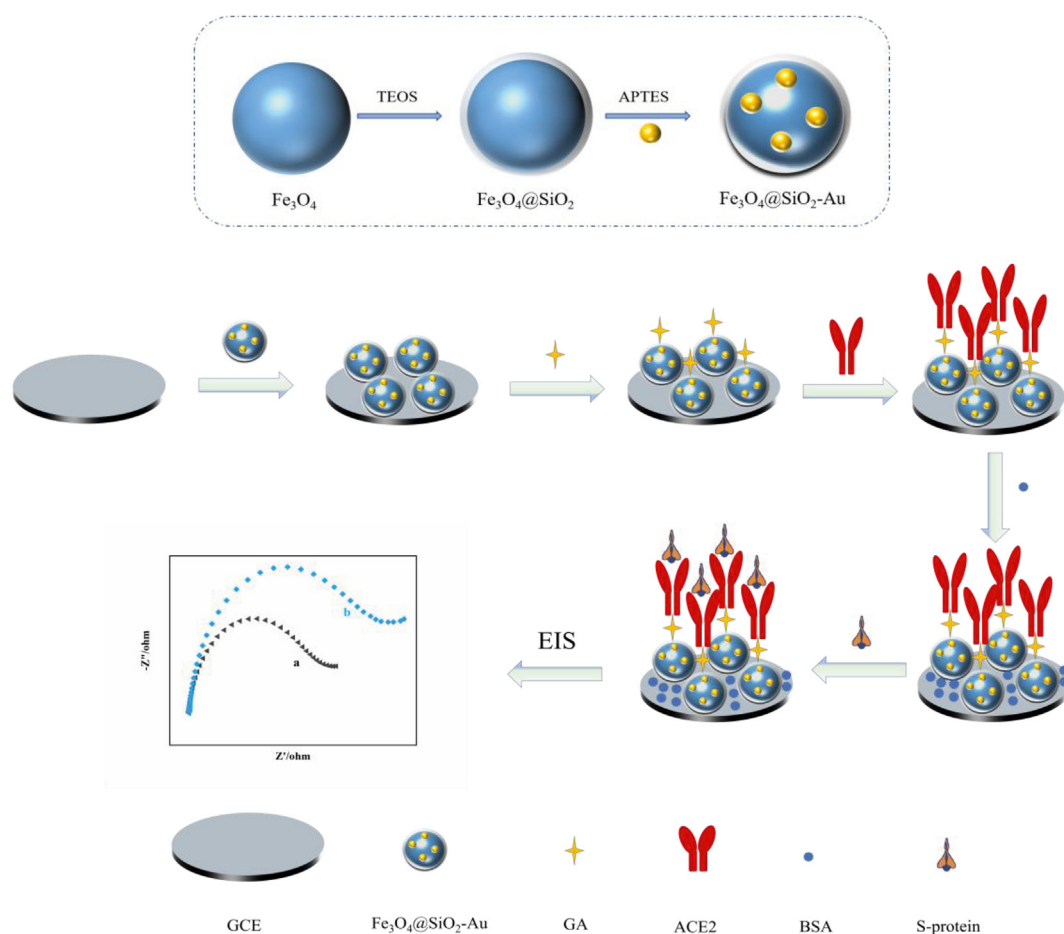 TEOS
APTES
Fe₃O₄
Fe₃O₄@SiO₂
Fe₃O₄@SiO₂-Au
b
a
-Z''/ohm
Z'/ohm
EIS
GCE
Fe₃O₄@SiO₂-Au
GA
ACE2
BSA
S-protein